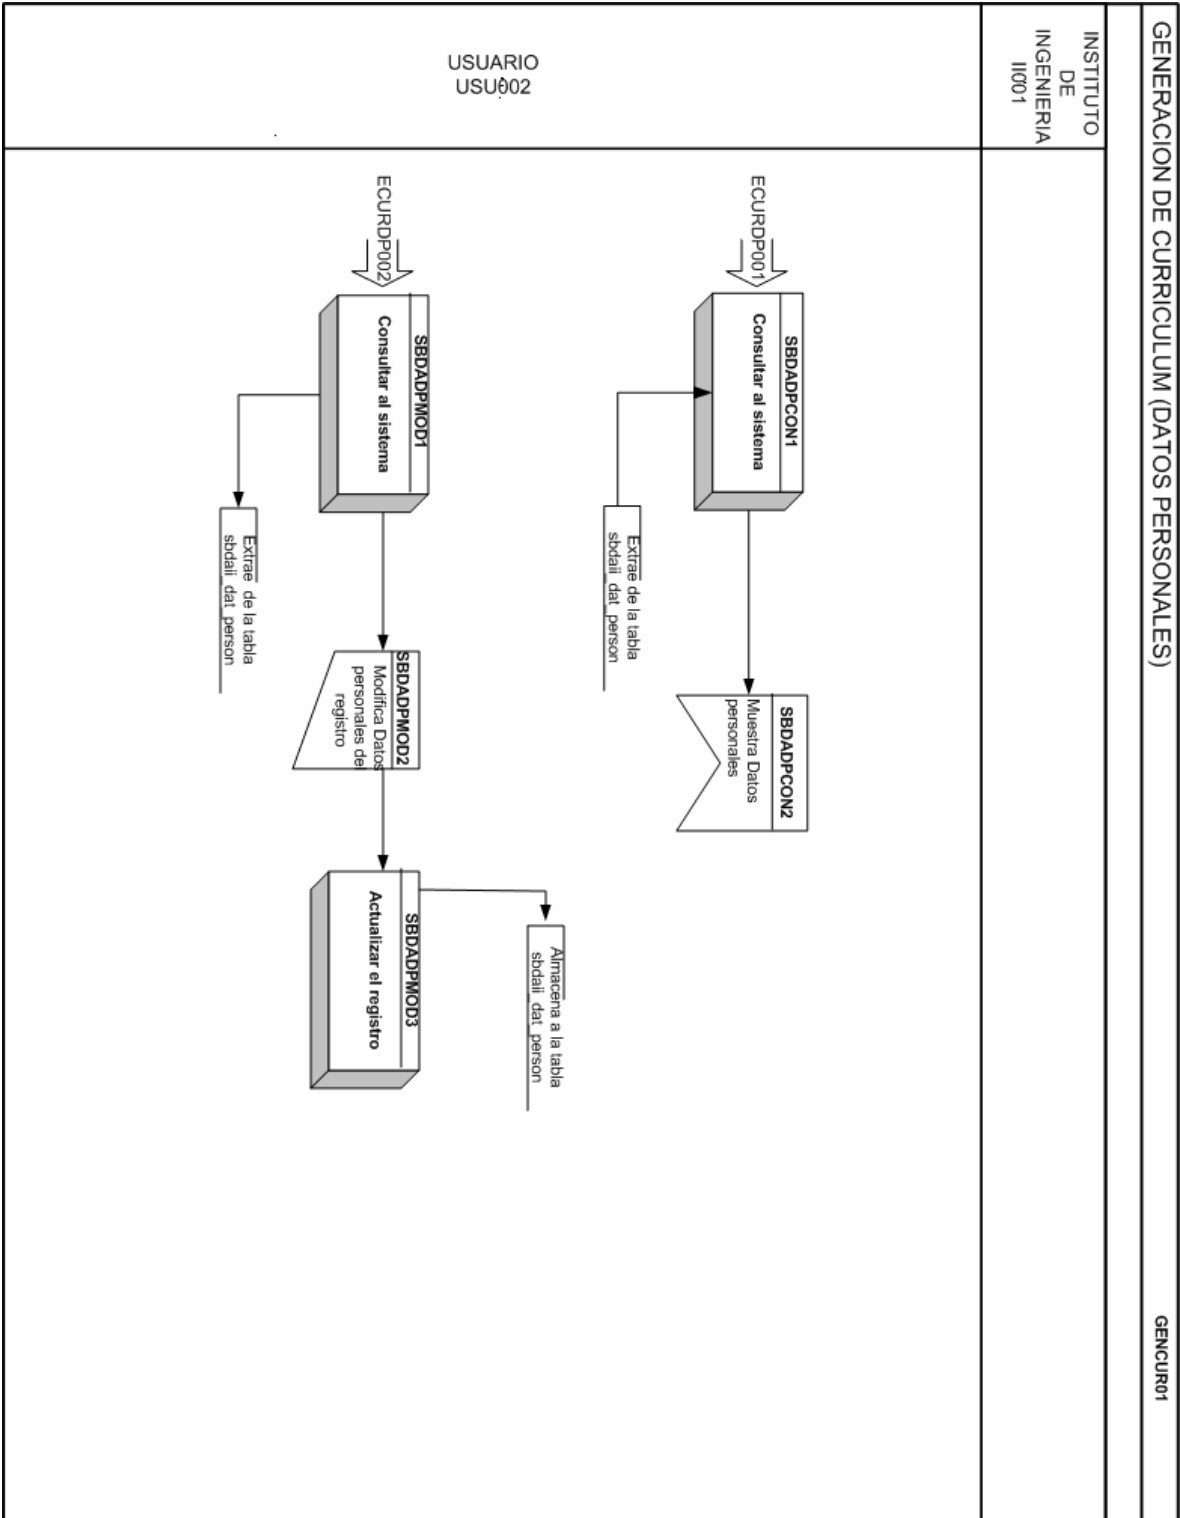 GENERACION DE CURRICULUM (DATOS PERSONALES)
GENCUR01
INSTITUTO
DE
INGENIERIA
II001
USUARIO
USU002
ECURDP001
SBDADPCON1
Consultar al sistema
Extrae de la tabla
sbdaii_dat_person
SBDADPCON2
Muestra Datos
personales
ECURDP002
SBDADPMOD1
Consultar al sistema
Extrae de la tabla
sbdaii_dat_person
SBDADPMOD2
Modifica Datos
personales del
registro
SBDADPMOD3
Actualizar el registro
Almacena a la tabla
sbdaii_dat_person